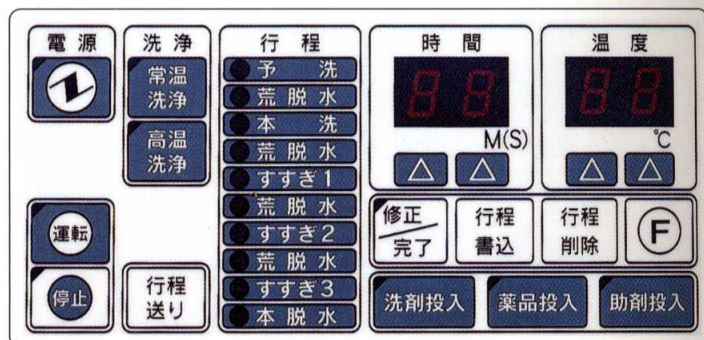 電源
洗浄
常温
洗浄
高温
洗浄
運転
停止
行程
送り
行程
予洗
荒脱水
本洗
荒脱水
すすぎ1
荒脱水
すすぎ2
荒脱水
すすぎ3
本脱水
時間
88
M(S)
温度
88
℃
修正
完了
行程
書込
行程
削除
F
洗剤投入
薬品投入
助剤投入